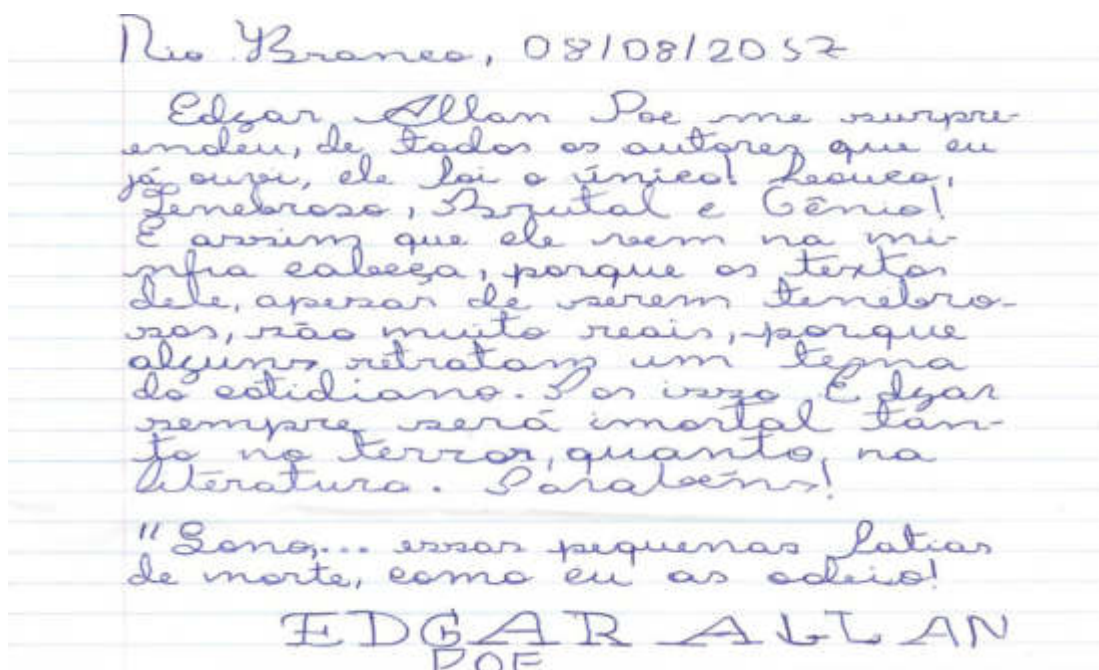 Rio Branco, 08/08/2017
Edgar Allan Poe me surpre-
endeu, de todos os autores que eu
já ouvi, ele foi o único! Louco,
Tenebroso, Brutal e Gênio!
É assim que ele vem na mi-
nha cabeça, porque os textos
dele, apesar de serem tenebro-
sos, são muito reais, porque
alguns retratam um tema
do cotidiano. Por isso Edgar
sempre será imortal tan-
to no terror, quanto, na
literatura. Parabéns!
"Sono,... essas pequenas fatias
de morte, como eu as odeio!
EDGAR ALLAN
POE